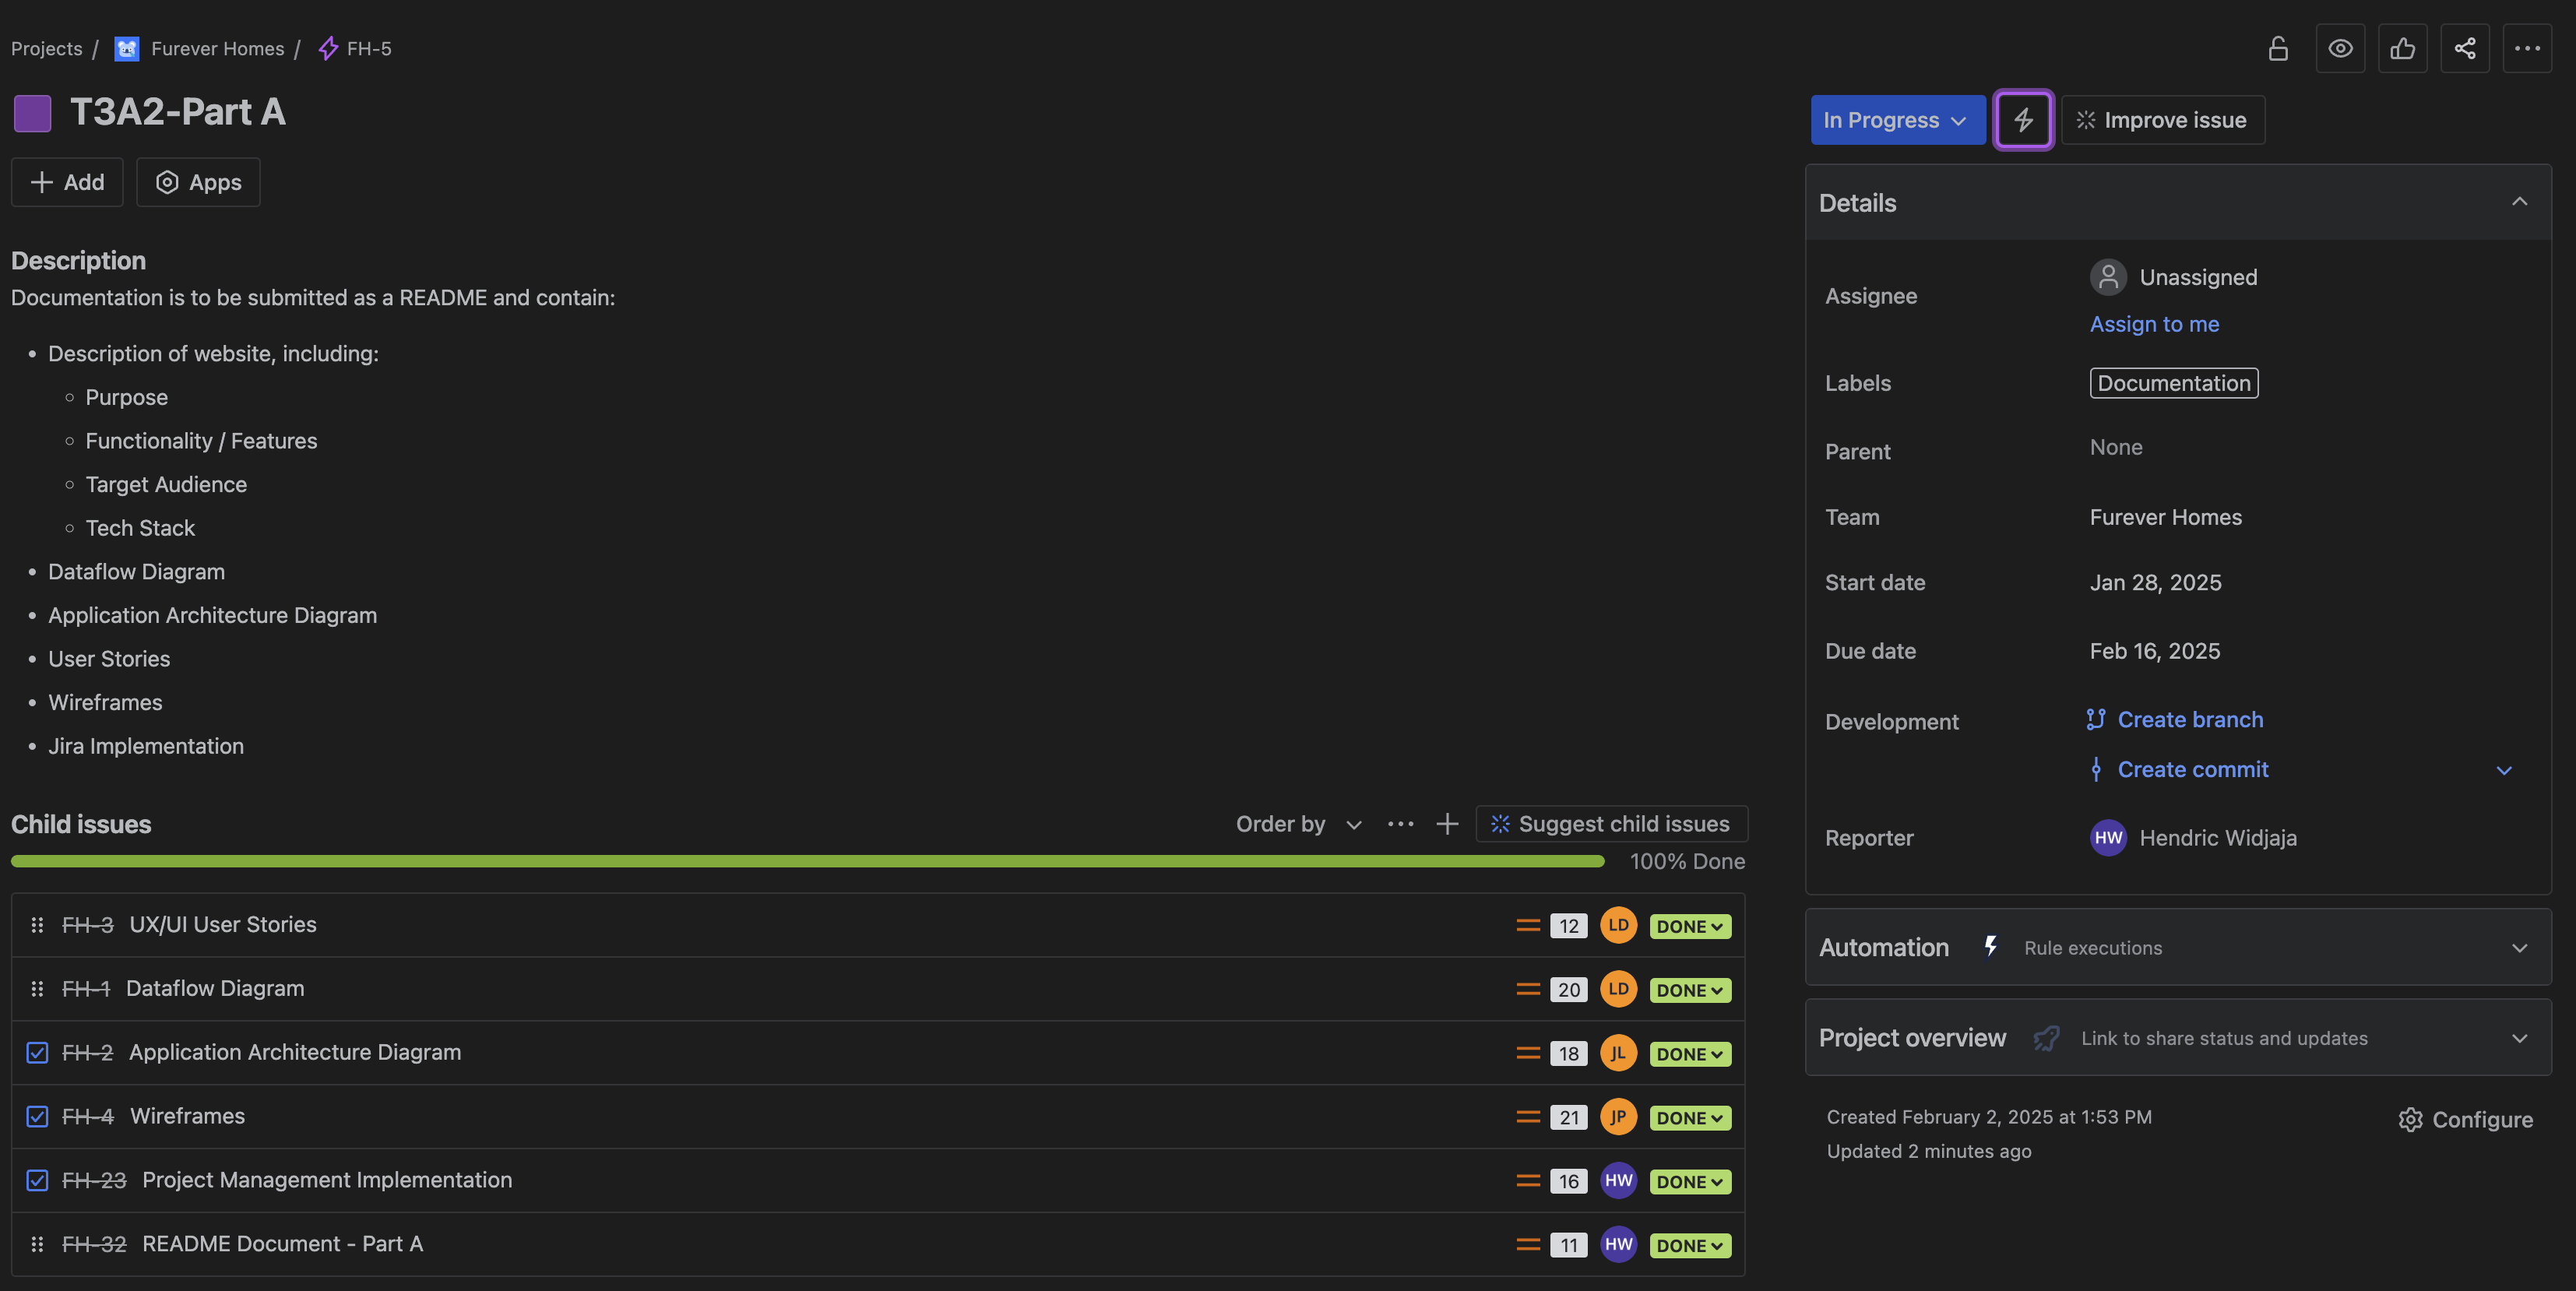 Projects / Furever Homes / FH-5
T3A2-Part A
Add Apps
Description
Documentation is to be submitted as a README and contain:
• Description of website, including:
◦ Purpose
◦ Functionality / Features
◦ Target Audience
◦ Tech Stack
• Dataflow Diagram
• Application Architecture Diagram
• User Stories
• Wireframes
• Jira Implementation
Child issues Order by Suggest child issues
100% Done
FH-3 UX/UI User Stories 12 LD DONE
FH-1 Dataflow Diagram 20 LD DONE
FH-2 Application Architecture Diagram 18 JL DONE
FH-4 Wireframes 21 JP DONE
FH-23 Project Management Implementation 16 HW DONE
FH-32 README Document - Part A 11 HW DONE
In Progress Improve issue
Details
Assignee Unassigned
Assign to me
Labels Documentation
Parent None
Team Furever Homes
Start date Jan 28, 2025
Due date Feb 16, 2025
Development Create branch
Create commit
Reporter HW Hendric Widjaja
Automation Rule executions
Project overview Link to share status and updates
Created February 2, 2025 at 1:53 PM Configure
Updated 2 minutes ago